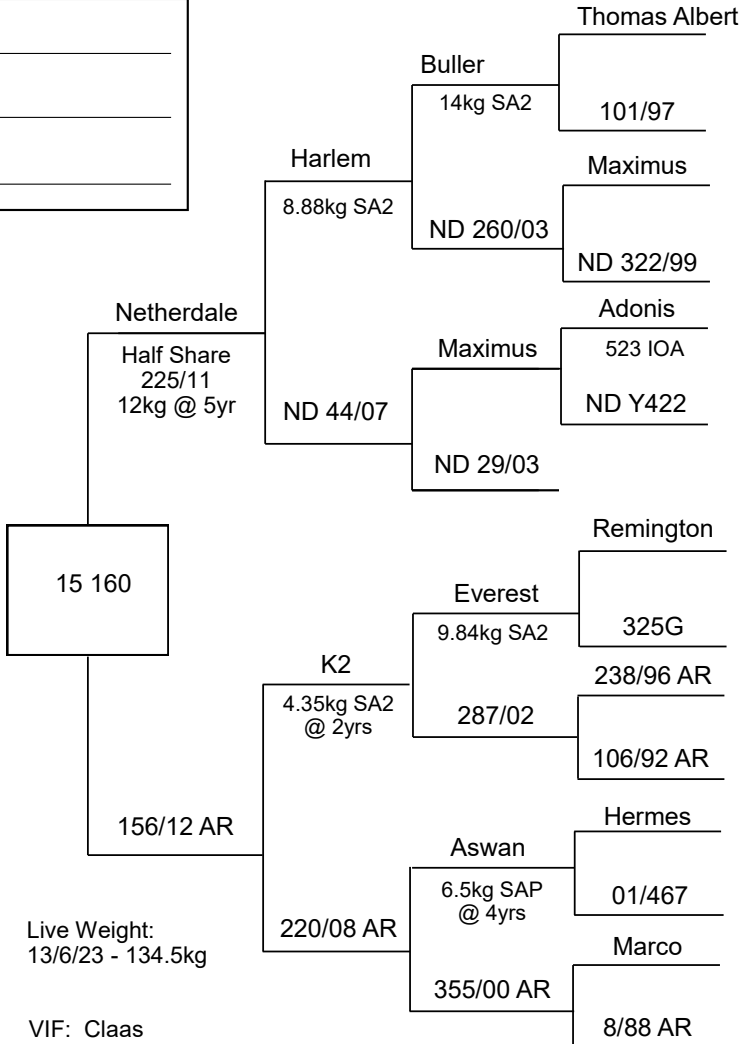 Thomas Albert
Buller
14kg SA2
101/97
Harlem
Maximus
8.88kg SA2
ND 260/03
ND 322/99
Netherdale
Adonis
Half Share
225/11
12kg @ 5yr
Maximus
523 IOA
ND 44/07
ND Y422
ND 29/03
15 160
Remington
Everest
9.84kg SA2
325G
K2
238/96 AR
4.35kg SA2
@ 2yrs
287/02
106/92 AR
156/12 AR
Hermes
Aswan
6.5kg SAP
@ 4yrs
01/467
220/08 AR
Marco
355/00 AR
8/88 AR
Live Weight:
13/6/23 - 134.5kg
VIF: Claas